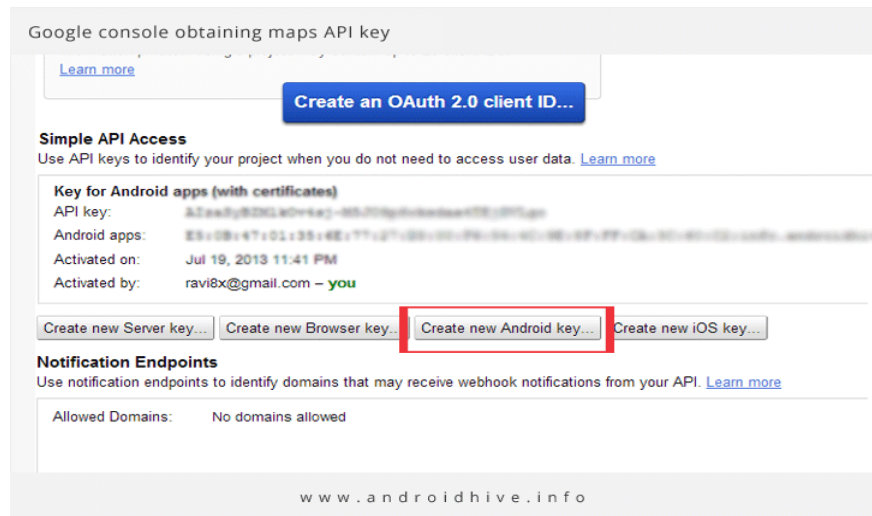 Google console obtaining maps API key
Learn more
Create an OAuth 2.0 client ID...
Simple API Access
Use API keys to identify your project when you do not need to access user data. Learn more
Key for Android apps (with certificates)
API key:
Android apps:
Activated on: Jul 19, 2013 11:41 PM
Activated by: ravi8x@gmail.com – you
Create new Server key... Create new Browser key... Create new Android key... Create new iOS key...
Notification Endpoints
Use notification endpoints to identify domains that may receive webhook notifications from your API. Learn more
Allowed Domains: No domains allowed
www.androidhive.info